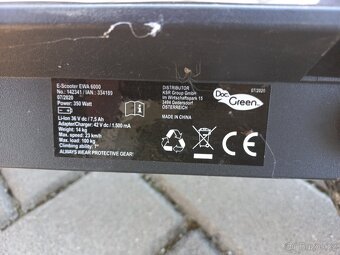 E-Scooter EWA 6000
No.: 142341 / IAN.: 334169
07/2020
Power: 350 Watt
Li-Ion 36 V dc / 7,5 Ah
Adapter/Charger: 42 V dc / 1.500 mA
Weight: 14 kg
Max. speed: 23 km/h
Max. load: 100 kg
Climbing ability: 7°
ALWAYS WEAR PROTECTIVE GEAR!
DISTRIBUTOR
KSR Group GmbH
Im Wirtschaftspark 15
3494 Gedersdorf
ÖSTERREICH
MADE IN CHINA
Doc
Green
07/2020
CE